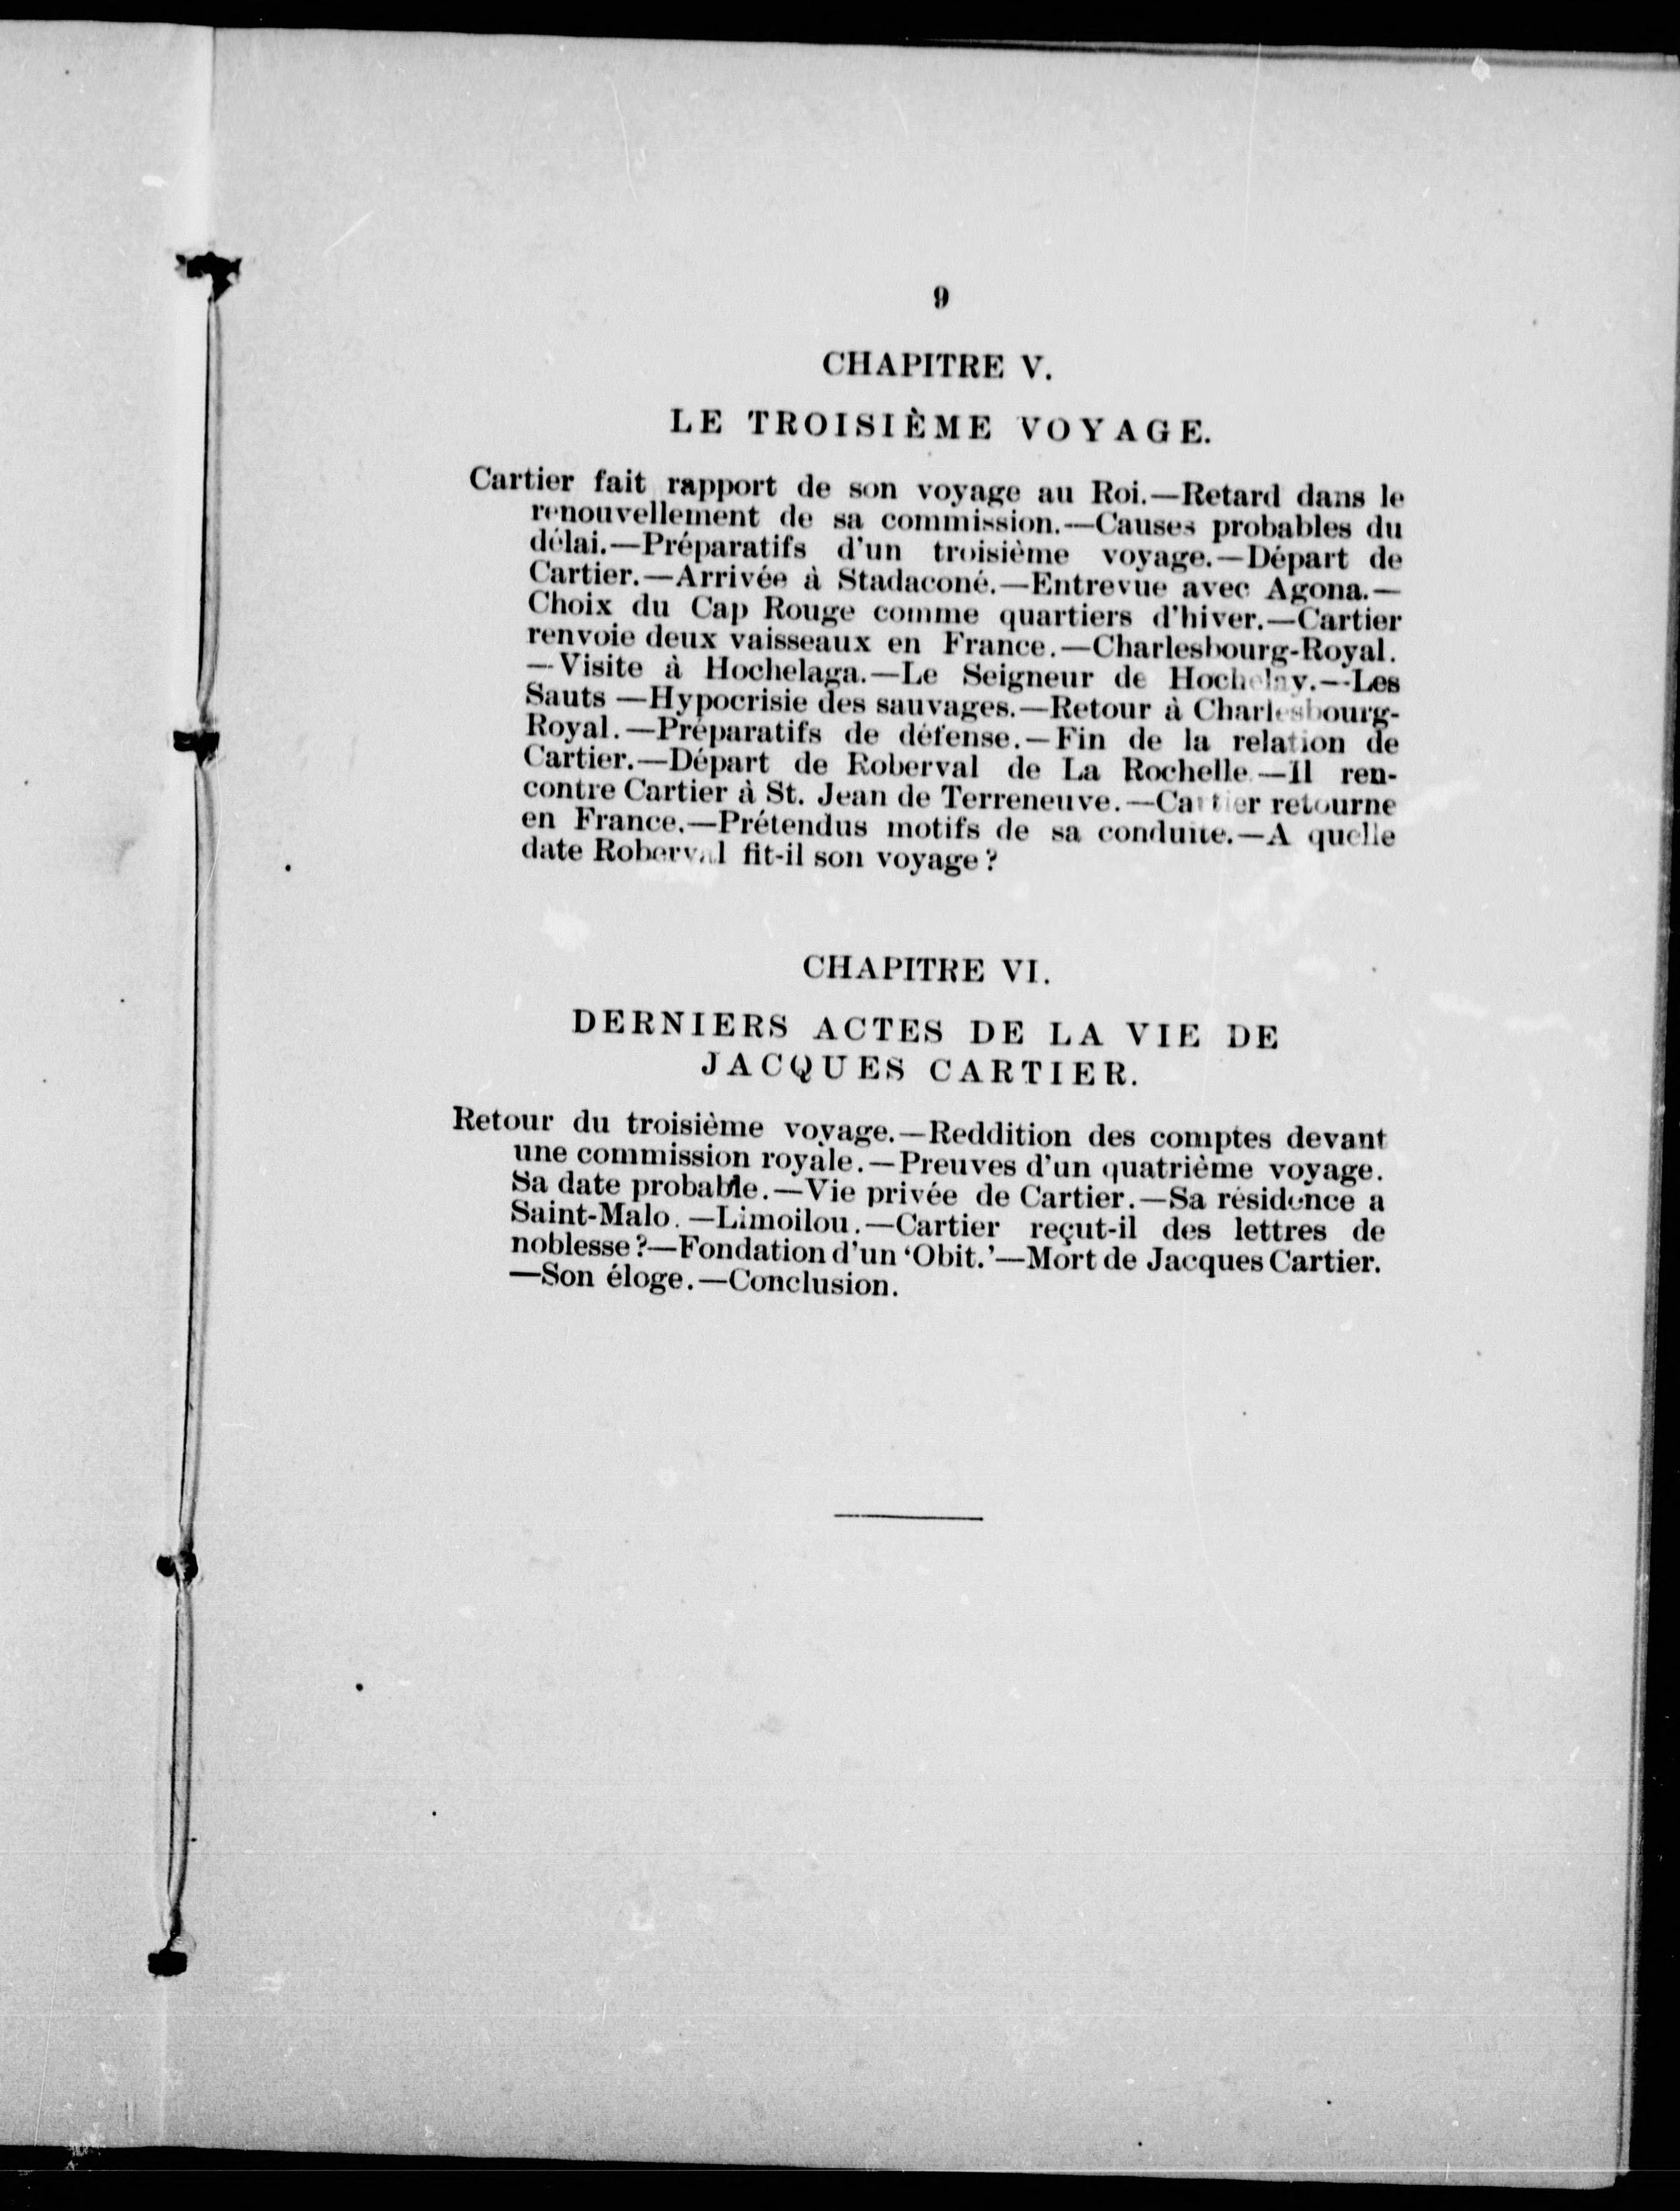 9
CHAPITRE V.
LE TROISIÈME VOYAGE.
Cartier fait rapport de son voyage au Roi.—Retard dans le
renouvellement de sa commission.—Causes probables du
délai.—Préparatifs d'un troisième voyage.—Départ de
Cartier.—Arrivée à Stadaconé.—Entrevue avec Agona.—
Choix du Cap Rouge comme quartiers d'hiver.—Cartier
renvoie deux vaisseaux en France.—Charlesbourg-Royal.
—Visite à Hochelaga.—Le Seigneur de Hochelay.—Les
Sauts —Hypocrisie des sauvages.—Retour à Charlesbourg-
Royal.—Préparatifs de défense.—Fin de la relation de
Cartier.—Départ de Roberval de La Rochelle —Il ren-
contre Cartier à St. Jean de Terreneuve.—Cartier retourne
en France.—Prétendus motifs de sa conduite.—A quelle
date Roberval fit-il son voyage?
CHAPITRE VI.
DERNIERS ACTES DE LA VIE DE
JACQUES CARTIER.
Retour du troisième voyage.—Reddition des comptes devant
une commission royale.—Preuves d'un quatrième voyage.
Sa date probable.—Vie privée de Cartier.—Sa résidence a
Saint-Malo.—Limoilou.—Cartier reçut-il des lettres de
noblesse?—Fondation d'un ‘Obit.’—Mort de Jacques Cartier.
—Son éloge.—Conclusion.